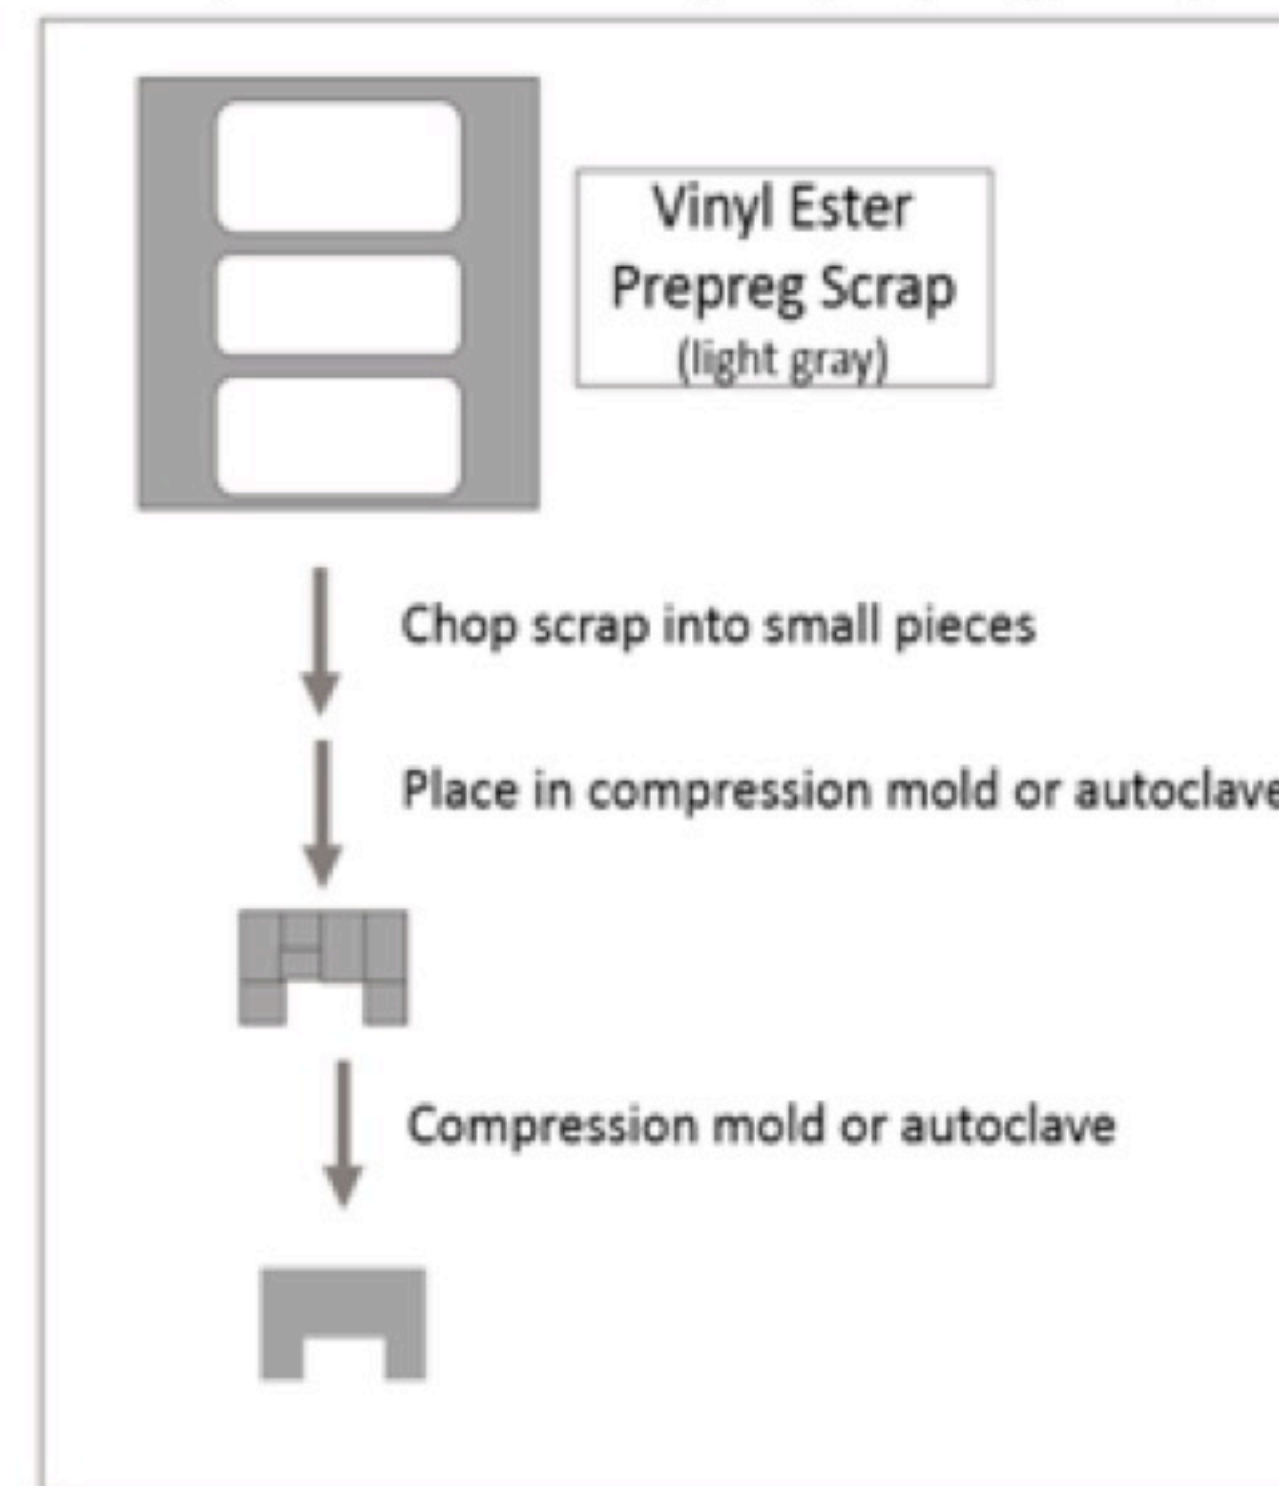 Vinyl Ester
Prepreg Scrap
(light gray)
Chop scrap into small pieces
Place in compression mold or autoclave
Compression mold or autoclave